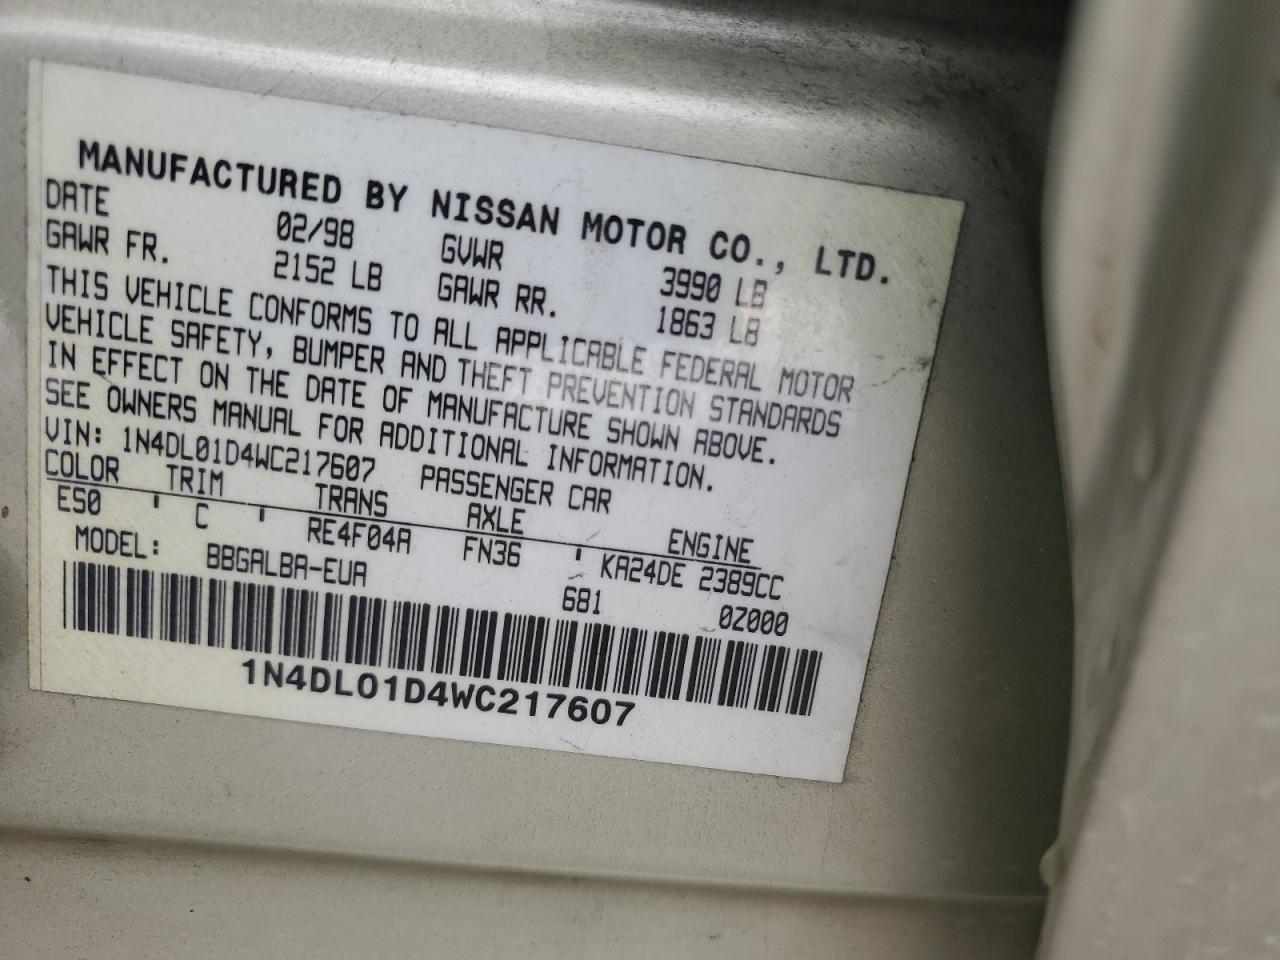 MANUFACTURED BY NISSAN MOTOR CO., LTD.
DATE 02/98 GVWR 3990 LB
GAWR FR. 2152 LB GAWR RR. 1863 LB
THIS VEHICLE CONFORMS TO ALL APPLICABLE FEDERAL MOTOR
VEHICLE SAFETY, BUMPER AND THEFT PREVENTION STANDARDS
IN EFFECT ON THE DATE OF MANUFACTURE SHOWN ABOVE.
SEE OWNERS MANUAL FOR ADDITIONAL INFORMATION.
VIN: 1N4DL01D4WC217607 PASSENGER CAR
COLOR TRIM TRANS AXLE ENGINE
ES0 C RE4F04A FN36 KA24DE 2389CC
MODEL: BBGALBA-EUA 681 0Z000
1N4DL01D4WC217607